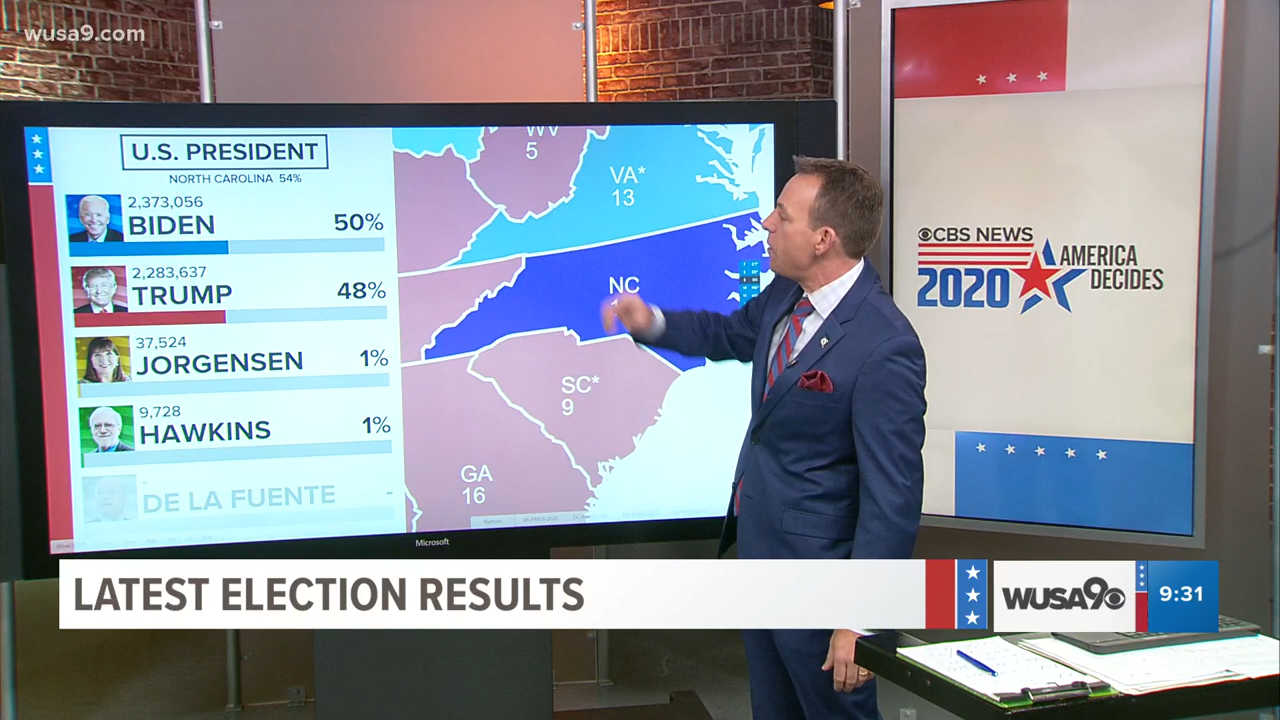 wusa9.com
U.S. PRESIDENT
NORTH CAROLINA 54%
2,373,056
BIDEN 50%
2,283,637
TRUMP 48%
37,524
JORGENSEN 1%
9,728
HAWKINS 1%
-
DE LA FUENTE -
WV
5
VA*
13
NC
SC*
9
GA
16
Microsoft
CBS NEWS
2020 AMERICA
DECIDES
LATEST ELECTION RESULTS
WUSA9
9:31